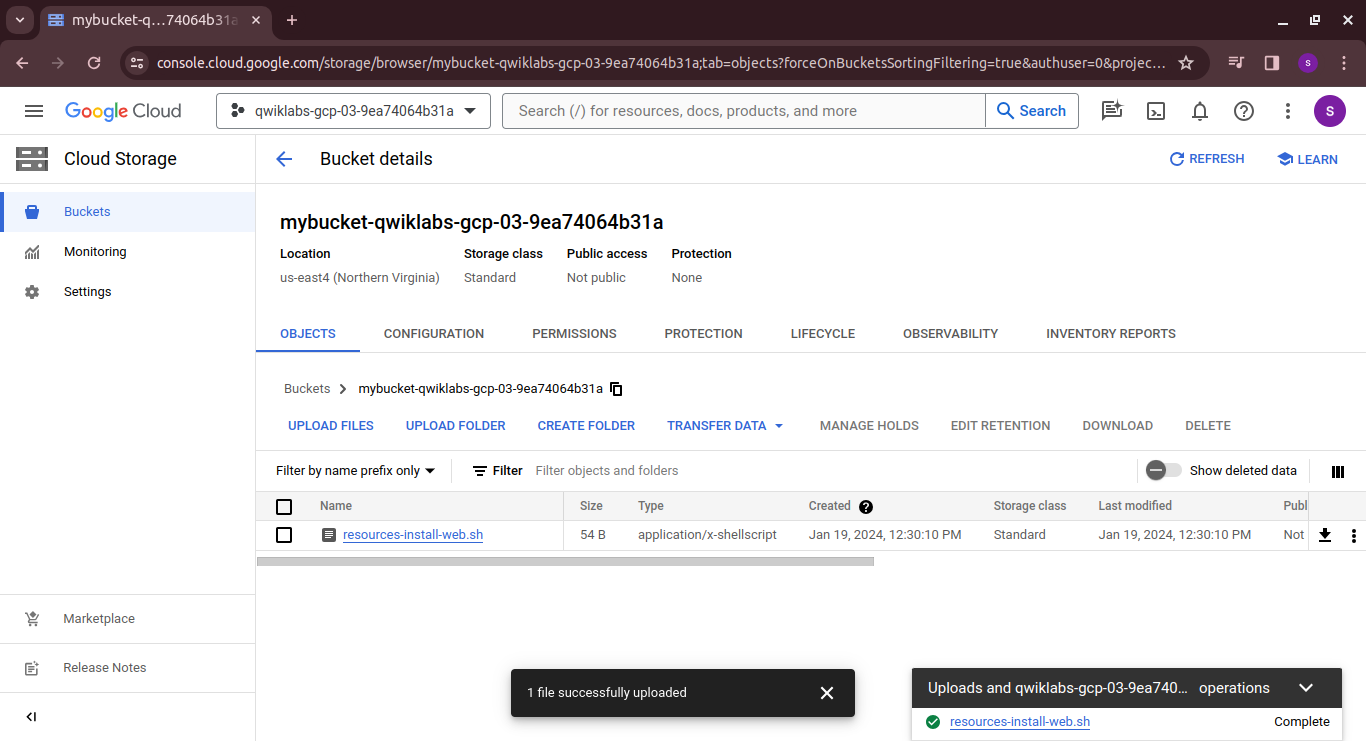 mybucket-q…74064b31a
console.cloud.google.com/storage/browser/mybucket-qwiklabs-gcp-03-9ea74064b31a;tab=objects?forceOnBucketsSortingFiltering=true&authuser=0&projec...
S
Google Cloud
qwiklabs-gcp-03-9ea74064b31a
Search (/) for resources, docs, products, and more
Search
S
Cloud Storage
Bucket details
REFRESH
LEARN
Buckets
Monitoring
Settings
Marketplace
Release Notes
mybucket-qwiklabs-gcp-03-9ea74064b31a
Location Storage class Public access Protection
us-east4 (Northern Virginia) Standard Not public None
OBJECTS CONFIGURATION PERMISSIONS PROTECTION LIFECYCLE OBSERVABILITY INVENTORY REPORTS
Buckets mybucket-qwiklabs-gcp-03-9ea74064b31a
UPLOAD FILES UPLOAD FOLDER CREATE FOLDER TRANSFER DATA MANAGE HOLDS EDIT RETENTION DOWNLOAD DELETE
Filter by name prefix only Filter Filter objects and folders Show deleted data
Name Size Type Created Storage class Last modified Publ
resources-install-web.sh 54 B application/x-shellscript Jan 19, 2024, 12:30:10 PM Standard Jan 19, 2024, 12:30:10 PM Not
1 file successfully uploaded
Uploads and qwiklabs-gcp-03-9ea740... operations
resources-install-web.sh Complete